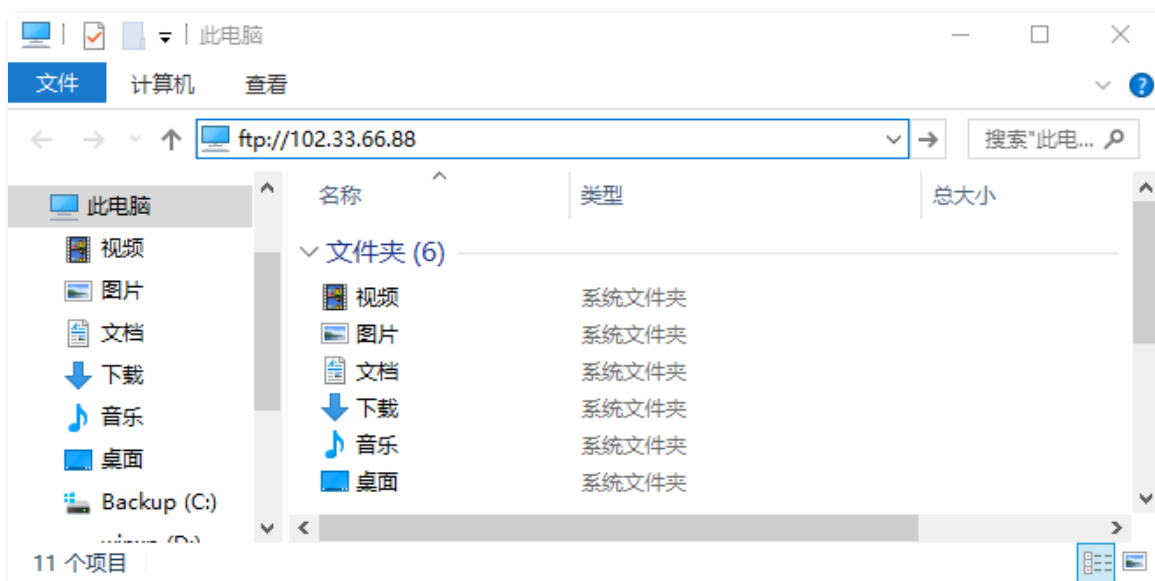 此电脑
文件 计算机 查看
ftp://102.33.66.88 搜索"此电...
此电脑
视频
图片
文档
下载
音乐
桌面
Backup (C:)
名称 类型 总大小
文件夹 (6)
视频 系统文件夹
图片 系统文件夹
文档 系统文件夹
下载 系统文件夹
音乐 系统文件夹
桌面 系统文件夹
11 个项目